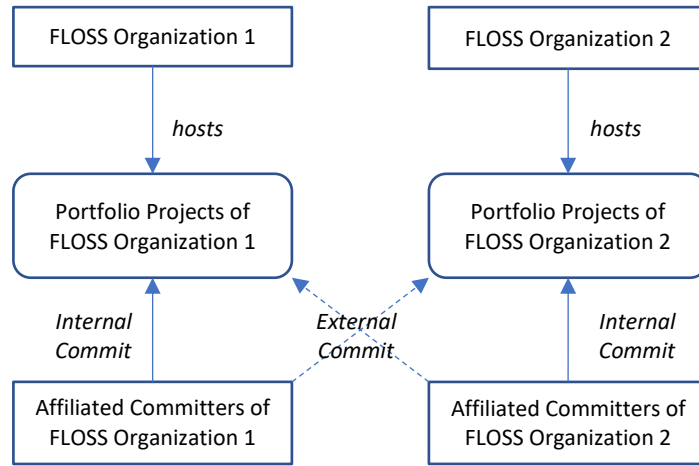 FLOSS Organization 1
FLOSS Organization 2
hosts
hosts
Portfolio Projects of
FLOSS Organization 1
Portfolio Projects of
FLOSS Organization 2
Internal
Commit
External
Commit
Internal
Commit
Affiliated Committers of
FLOSS Organization 1
Affiliated Committers of
FLOSS Organization 2